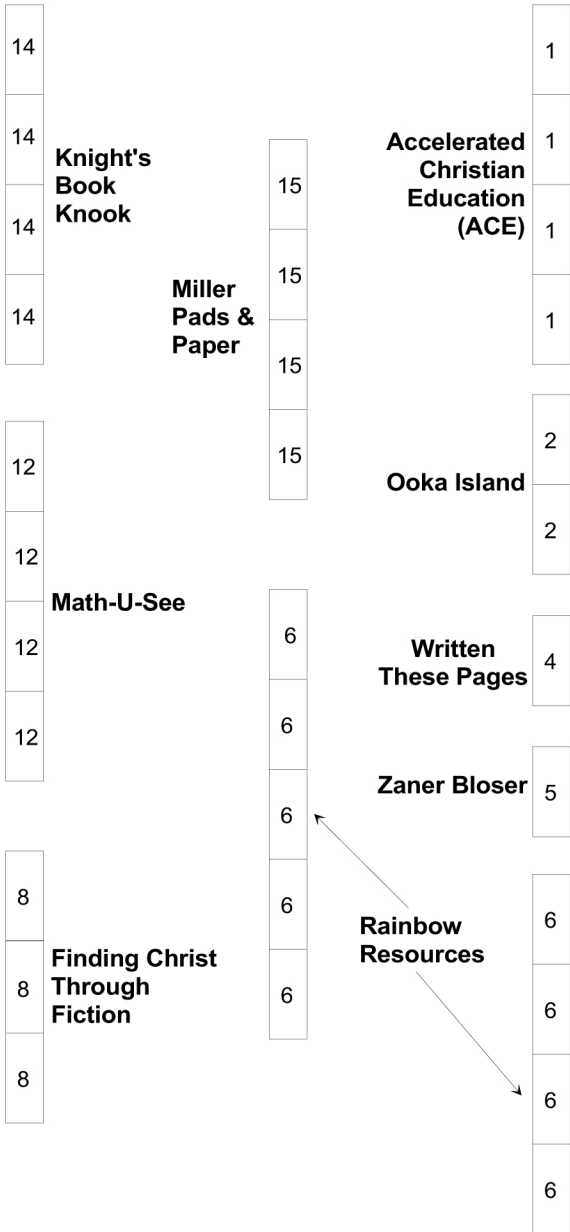 14
14
14
14
Knight's
Book
Knook
12
12
12
12
Math-U-See
8
8
8
Finding Christ
Through
Fiction
15
15
15
15
Miller
Pads &
Paper
6
6
6
6
6
Rainbow
Resources
1
1
1
1
Accelerated
Christian
Education
(ACE)
2
2
Ooka Island
4
Written
These Pages
5
Zaner Bloser
6
6
6
6